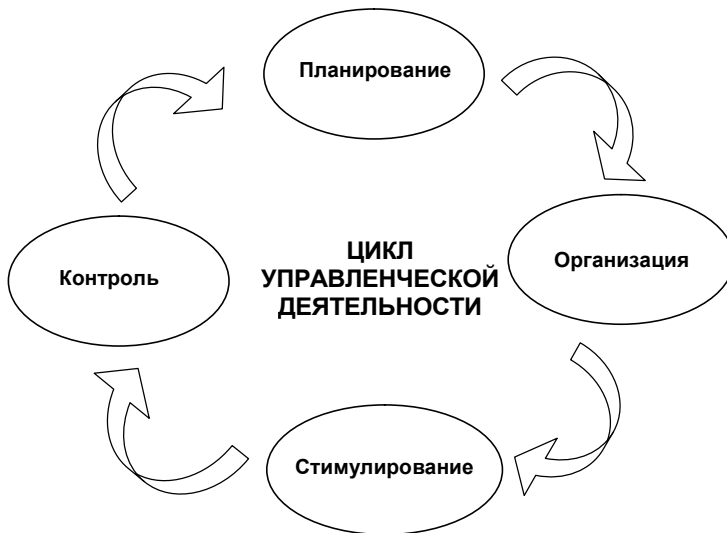 Планирование
Организация
ЦИКЛ
УПРАВЛЕНЧЕСКОЙ
ДЕЯТЕЛЬНОСТИ
Контроль
Стимулирование